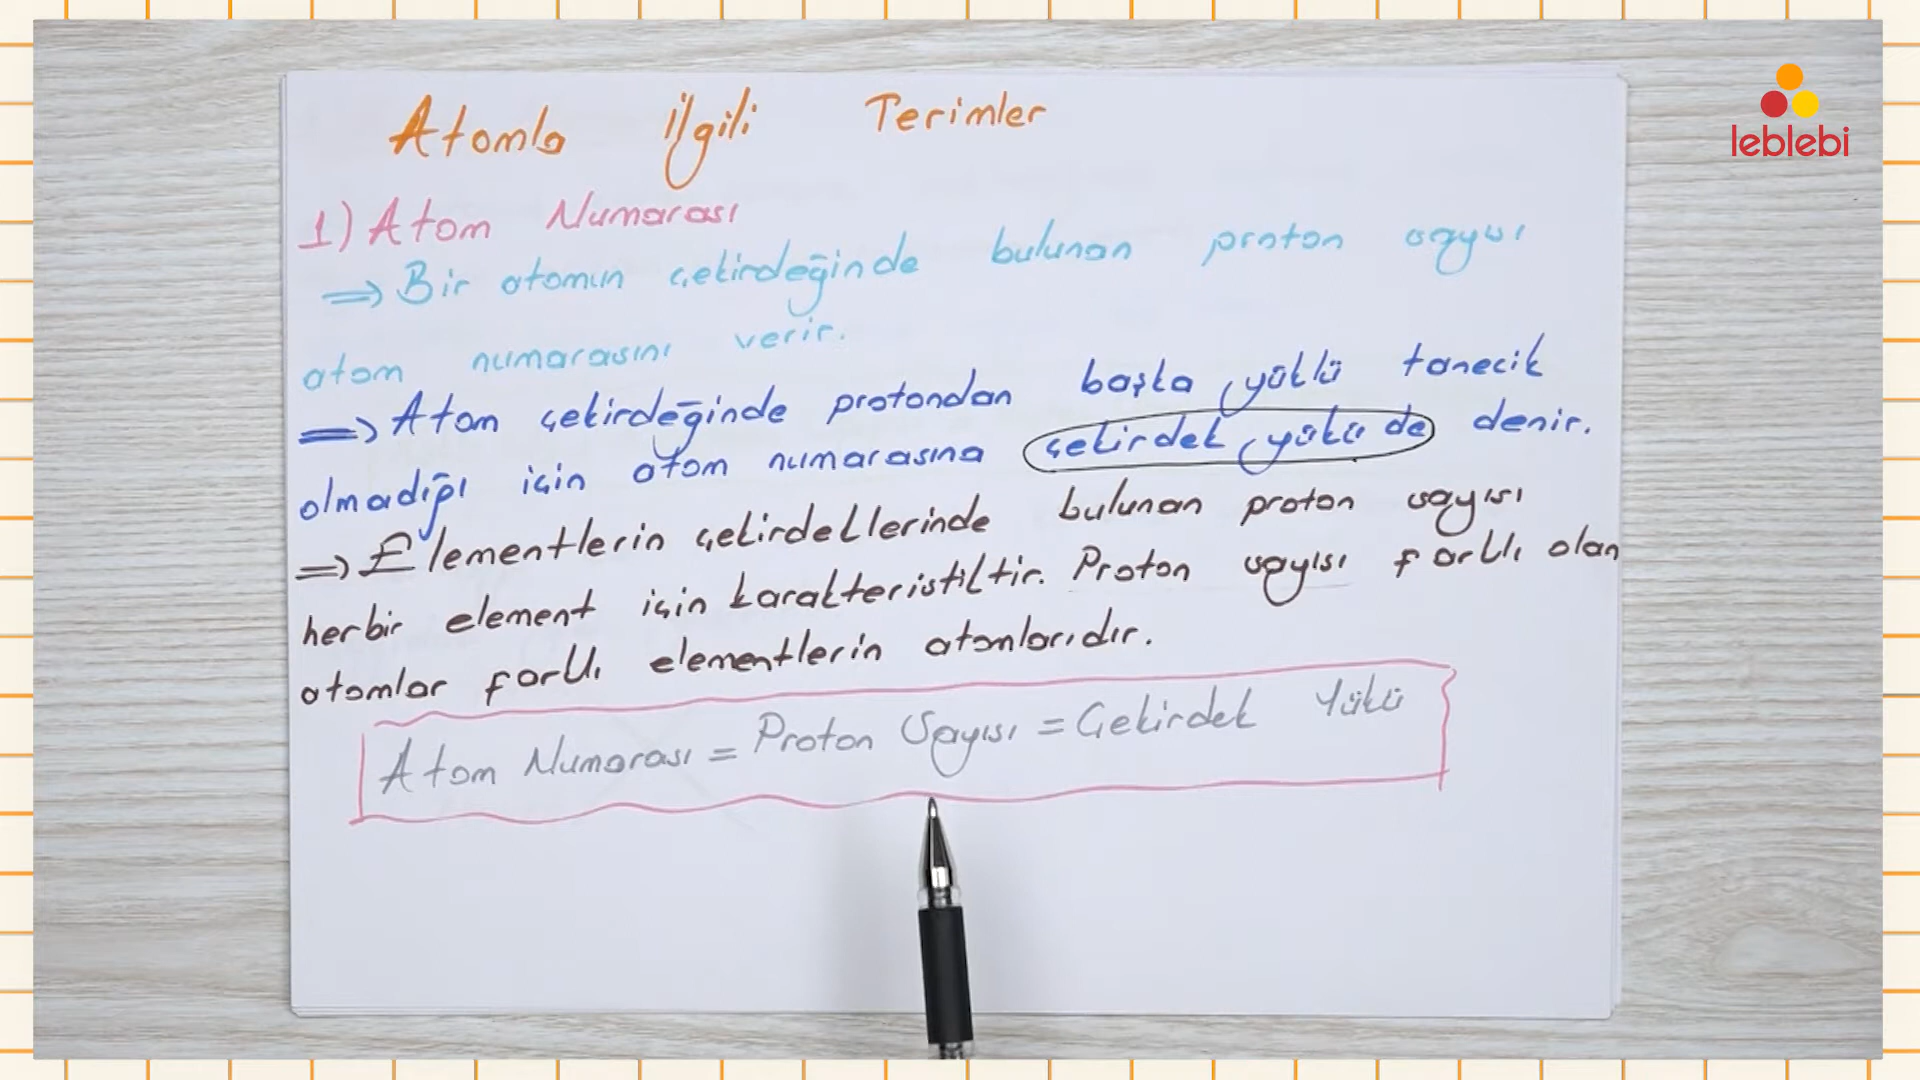 Atomla ilgili Terimler
leblebi
1) Atom Numarası
⇒ Bir atomun çekirdeğinde bulunan proton sayısı
atom numarasını verir.
⇒ Atom çekirdeğinde protondan başka yüklü tanecik
olmadığı için atom numarasına çekirdek yükü de denir.
⇒ Elementlerin çekirdeklerinde bulunan proton sayısı
herbir element için karakteristiktir. Proton sayısı farklı olan
atomlar farklı elementlerin atomlarıdır.
Atom Numarası = Proton Sayısı = Çekirdek Yükü